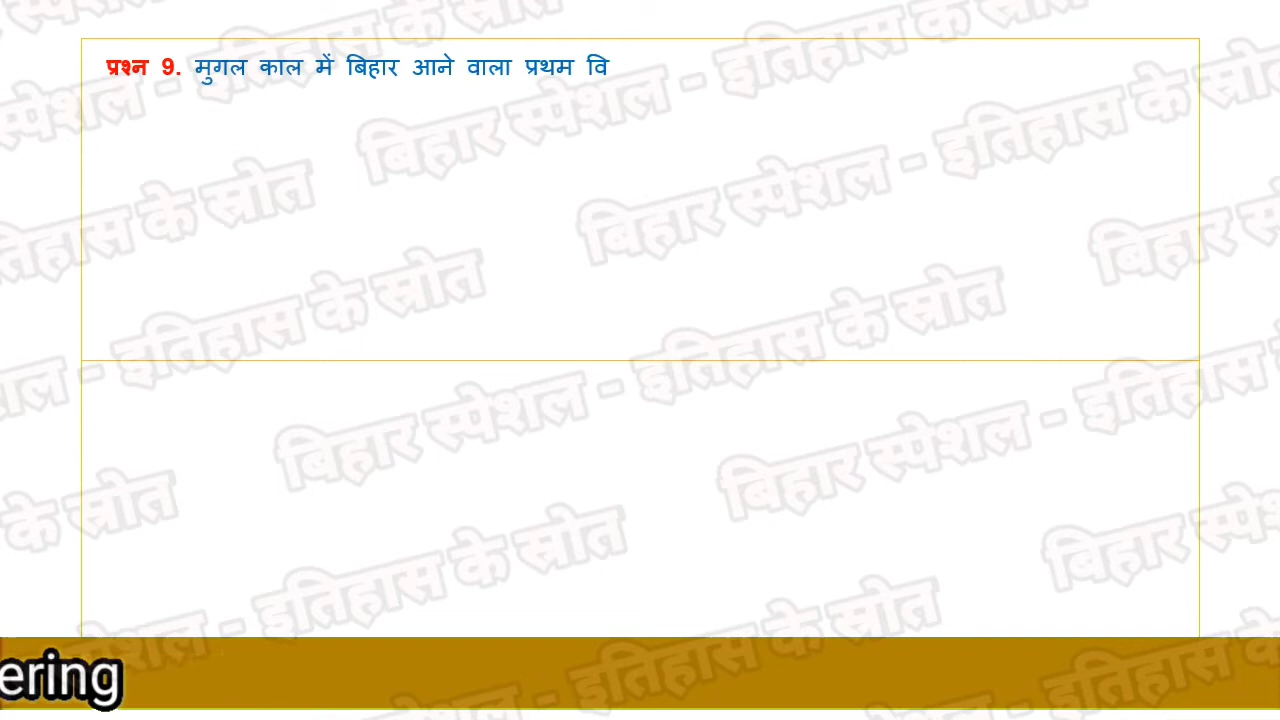 प्रश्न 9. मुगल काल में बिहार आने वाला प्रथम वि
बिहार स्पेशल - इतिहास के स्रोत
ering